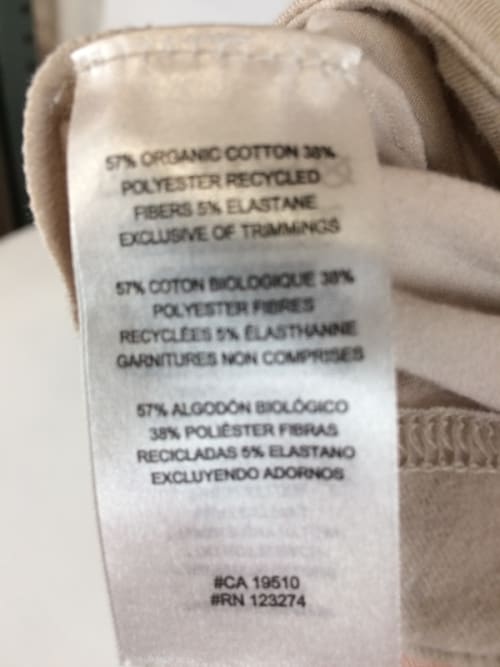 57% ORGANIC COTTON 38%
POLYESTER RECYCLED
FIBERS 5% ELASTANE
EXCLUSIVE OF TRIMMINGS
57% COTON BIOLOGIQUE 38%
POLYESTER FIBRES
RECYCLÉES 5% ÉLASTHANNE
GARNITURES NON COMPRISES
57% ALGODÓN BIOLÓGICO
38% POLIÉSTER FIBRAS
RECICLADAS 5% ELASTANO
EXCLUYENDO ADORNOS
#CA 19510
#RN 123274